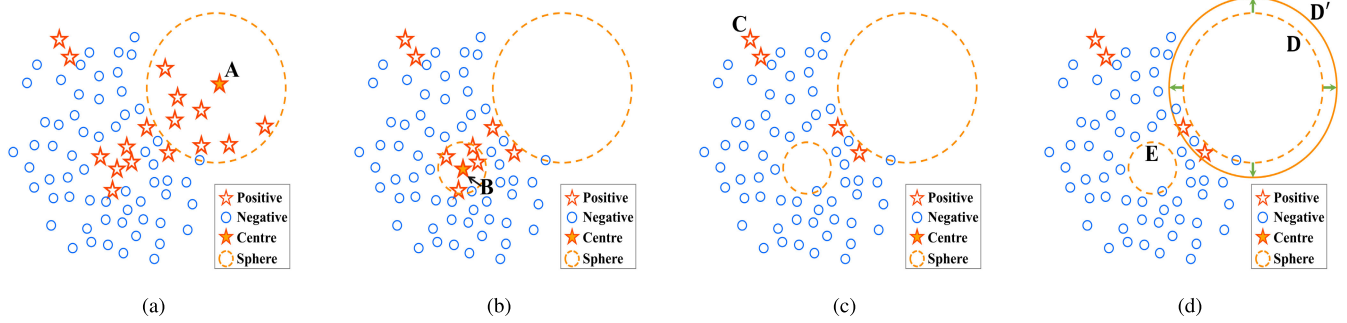 A
Positive
Negative
Centre
Sphere
(a)
B
Positive
Negative
Centre
Sphere
(b)
C
Positive
Negative
Centre
Sphere
(c)
D'
D
E
Positive
Negative
Centre
Sphere
(d)